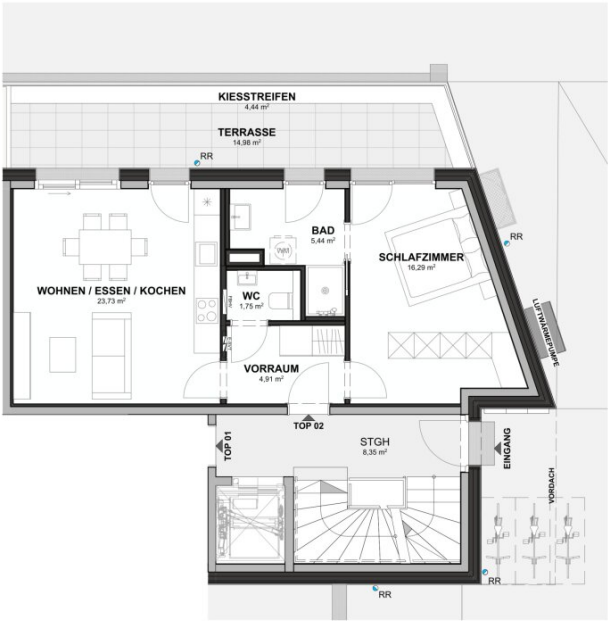 KIESSTREIFEN
4,44 m²
TERRASSE
14,98 m²
RR
BAD
5,44 m²
WM
RR
SCHLAFZIMMER
16,29 m²
WOHNEN / ESSEN / KOCHEN
23,73 m²
WC
1,75 m²
LUFTWÄRMEPUMPE
VORRAUM
4,91 m²
TOP 02
TOP 01
STGH
8,35 m²
EINGANG
VORDACH
RR
RR